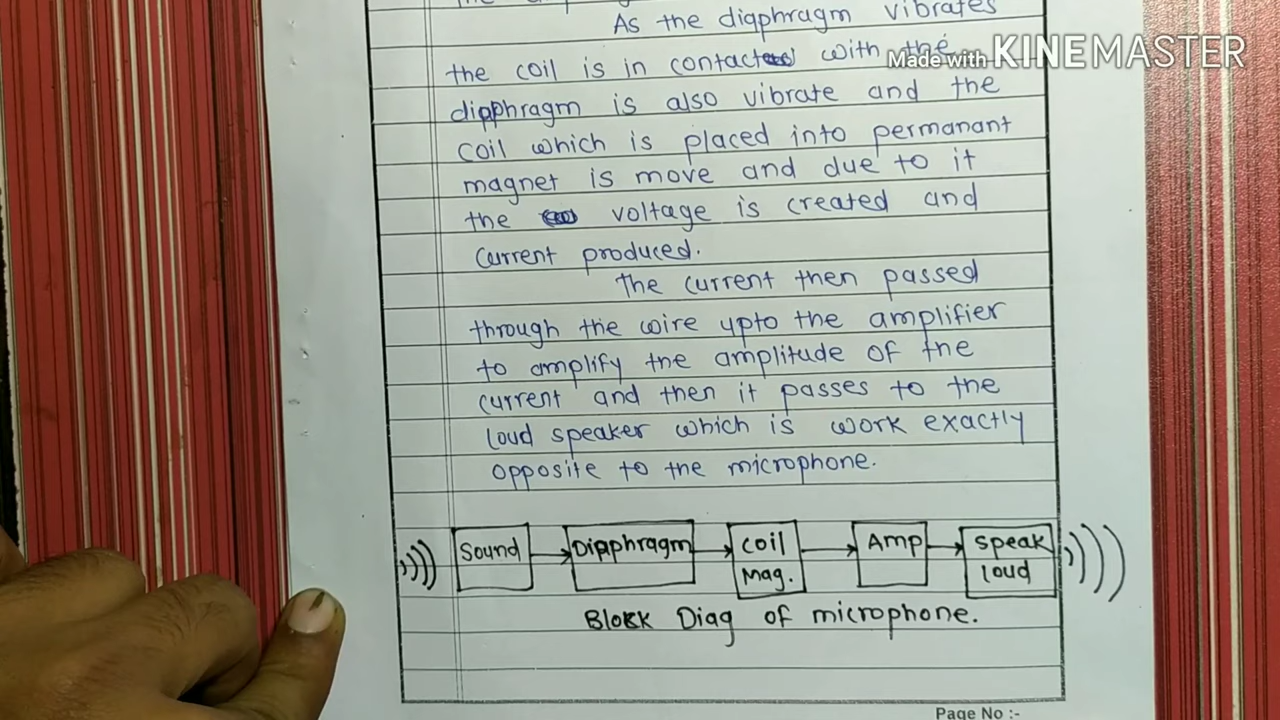 As the diaphragm vibrates
the coil is in contact with the
diaphragm is also vibrate and the
coil which is placed into permanant
magnet is move and due to it
the voltage is created and
current produced.
The current then passed
through the wire upto the amplifier
to amplify the amplitude of the
current and then it passes to the
loud speaker which is work exactly
opposite to the microphone.
Sound Diaphragm coil Amp speak
Mag. loud
Block Diag of microphone.
Page No :-
Made with KINEMASTER